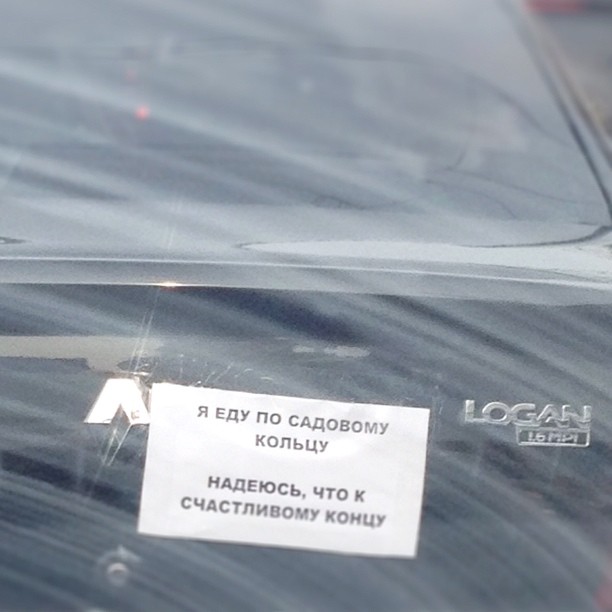 Я ЕДУ ПО САДОВОМУ
КОЛЬЦУ
НАДЕЮСЬ, ЧТО К
СЧАСТЛИВОМУ КОНЦУ
LOGAN
1.6 MPI